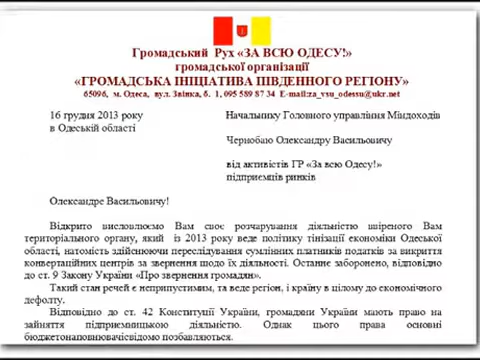 Громадський Рух «ЗА ВСЮ ОДЕСУ!»
громадської організації
«ГРОМАДСЬКА ІНІЦІАТИВА ПІВДЕННОГО РЕГІОНУ»
65096, м. Одеса, вул. Звінка, б. 1, 095 589 87 34 E-mail:za_vsu_odessu@ukr.net
16 грудня 2013 року
в Одеській області
Начальнику Головного управління Міндоходів
Чернобаю Олександру Васильовичу
від активістів ГР «За всю Одесу!»
підприємців ринків
Олександре Васильовичу!
Відкрито висловлюємо Вам своє розчарування діяльністю ввіреного Вам
територіального органу, який із 2013 року веде політику тінізації економіки Одеської
області, натомість здійснюючи переслідування сумлінних платників податків за викриття
конвертаційних центрів за звернення щодо їх діяльності. Останнє заборонено, відповідно
до ст. 9 Закону України «Про звернення громадян».
Такий стан речей є неприпустимим, та веде регіон, і країну в цілому до економічного
дефолту.
Відповідно до ст. 42 Конституції України, громадяни України мають право на
зайняття підприємницькою діяльністю. Однак цього права основні
бюджетонаповнювачісвідомо позбавляються.